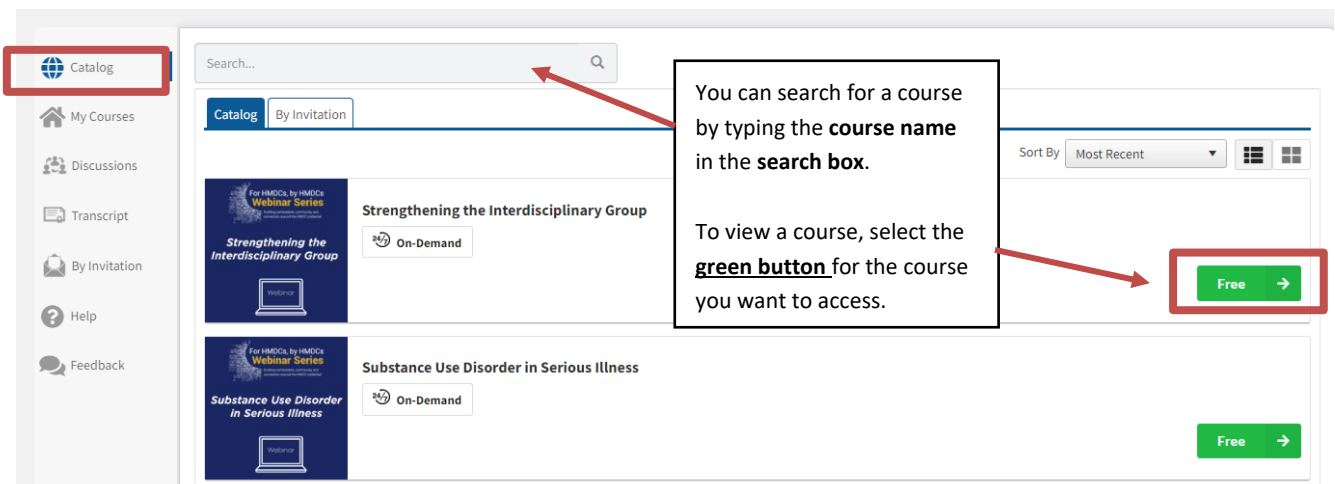 Catalog
My Courses
Discussions
Transcript
By Invitation
Help
Feedback
Search...
Catalog
By Invitation
Sort By
Most Recent
You can search for a course
by typing the course name
in the search box.
To view a course, select the
green button for the course
you want to access.
For HMDCs, by HMDCs
Webinar Series
Strengthening the
Interdisciplinary Group
Webinar
Strengthening the Interdisciplinary Group
24/7 On-Demand
Free
For HMDCs, by HMDCs
Webinar Series
Substance Use Disorder
in Serious Illness
Webinar
Substance Use Disorder in Serious Illness
24/7 On-Demand
Free